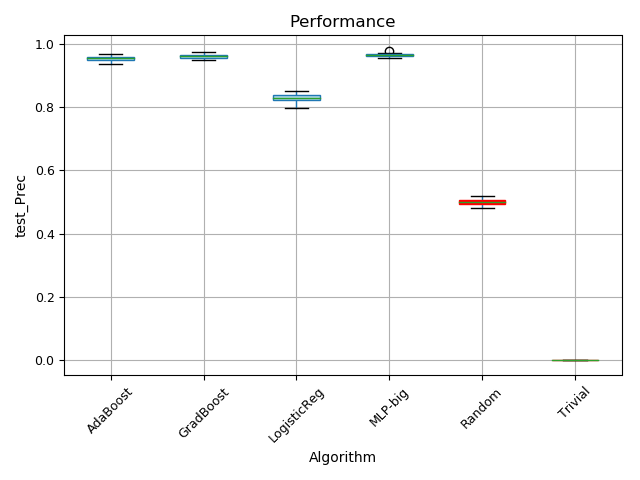 Performance
1.0
0.8
0.6
0.4
0.2
0.0
test_Prec
AdaBoost
GradBoost
LogisticReg
MLP-big
Random
Trivial
Algorithm